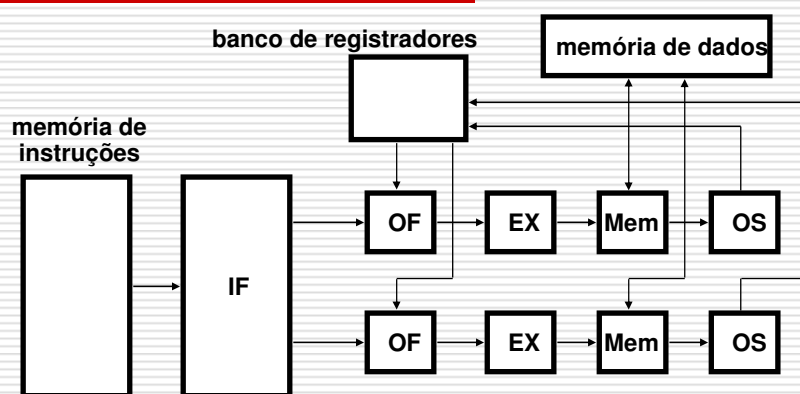 banco de registradores
memória de dados
memória de
instruções
IF
OF
EX
Mem
OS
OF
EX
Mem
OS